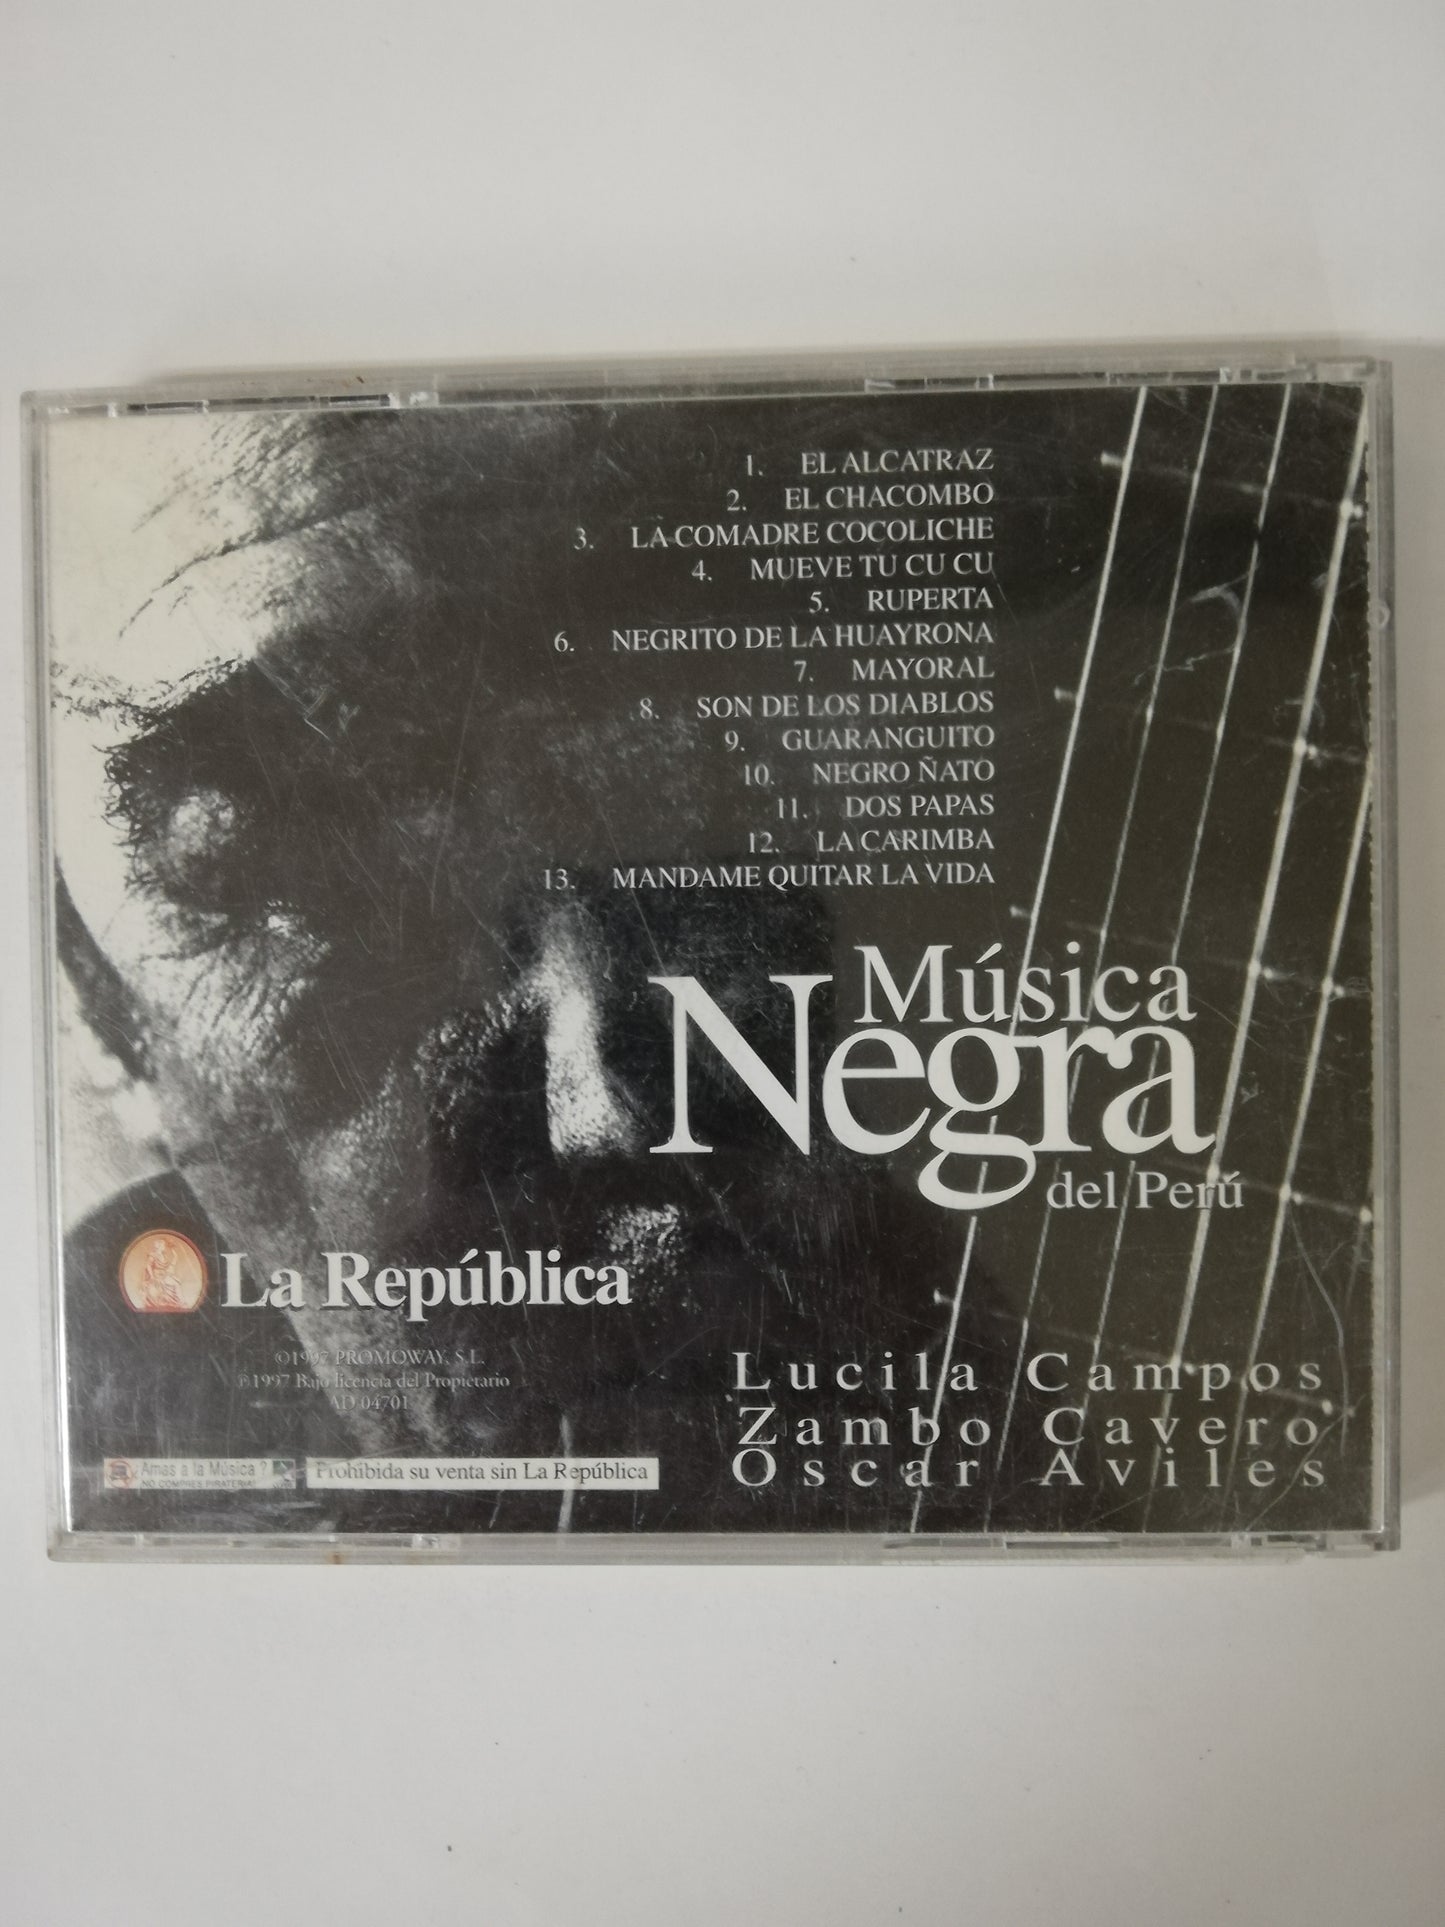 1. EL ALCATRAZ
2. EL CHACOMBO
3. LA COMADRE COCOLICHE
4. MUEVE TU CU CU
5. RUPERTA
6. NEGRITO DE LA HUAYRONA
7. MAYORAL
8. SON DE LOS DIABLOS
9. GUARANGUITO
10. NEGRO ÑATO
11. DOS PAPAS
12. LA CARIMBA
13. MANDAME QUITAR LA VIDA
Música
Negra
del Perú
La República
©1997 PROMOWAY, S.L.
℗1997 Bajo licencia del Propietario
AD 04701
Lucila Campos
Zambo Cavero
Oscar Aviles
Amas a la Música ?
NO COMPRES PIRATERIA
Prohibida su venta sin La República